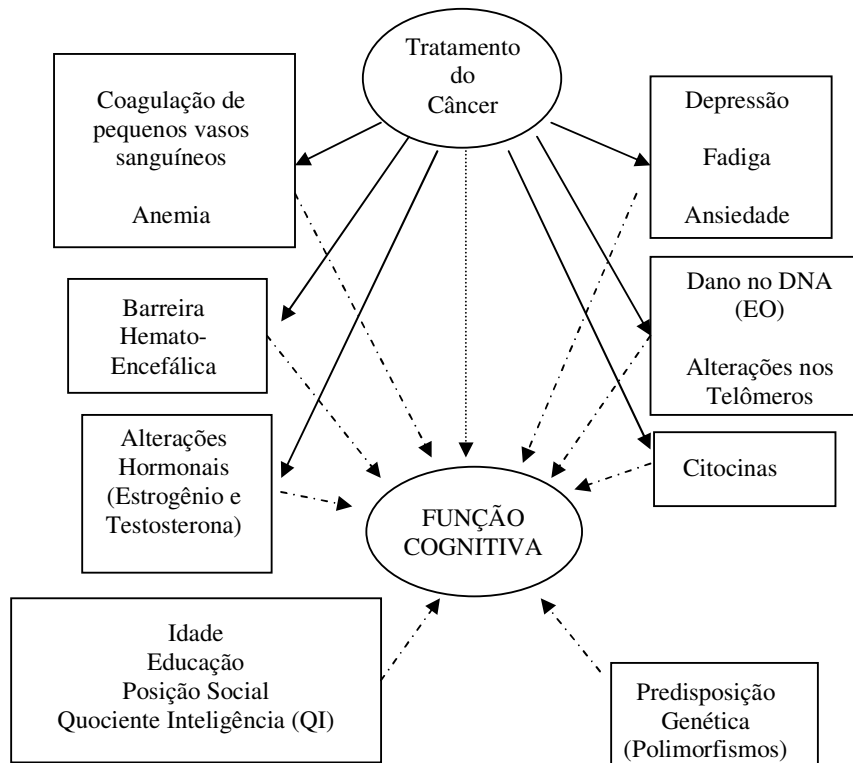 Tratamento
do
Câncer
Coagulação de
pequenos vasos
sanguíneos
Anemia
Depressão
Fadiga
Ansiedade
Barreira
Hemato-
Encefálica
Dano no DNA
(EO)
Alterações nos
Telômeros
Alterações
Hormonais
(Estrogênio e
Testosterona)
Citocinas
FUNÇÃO
COGNITIVA
Idade
Educação
Posição Social
Quociente Inteligência (QI)
Predisposição
Genética
(Polimorfismos)